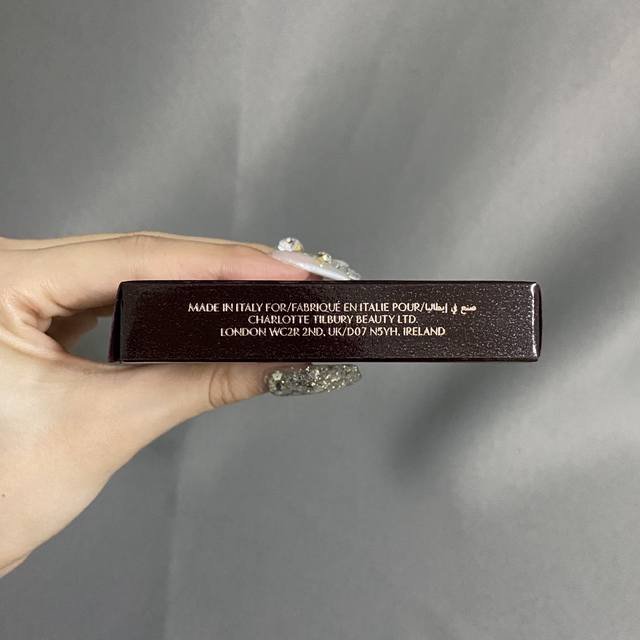 MADE IN ITALY FOR/FABRIQUÉ EN ITALIE POUR/صنع في إيطاليا
CHARLOTTE TILBURY BEAUTY LTD.
LONDON WC2R 2ND, UK/D07 N5YH, IRELAND